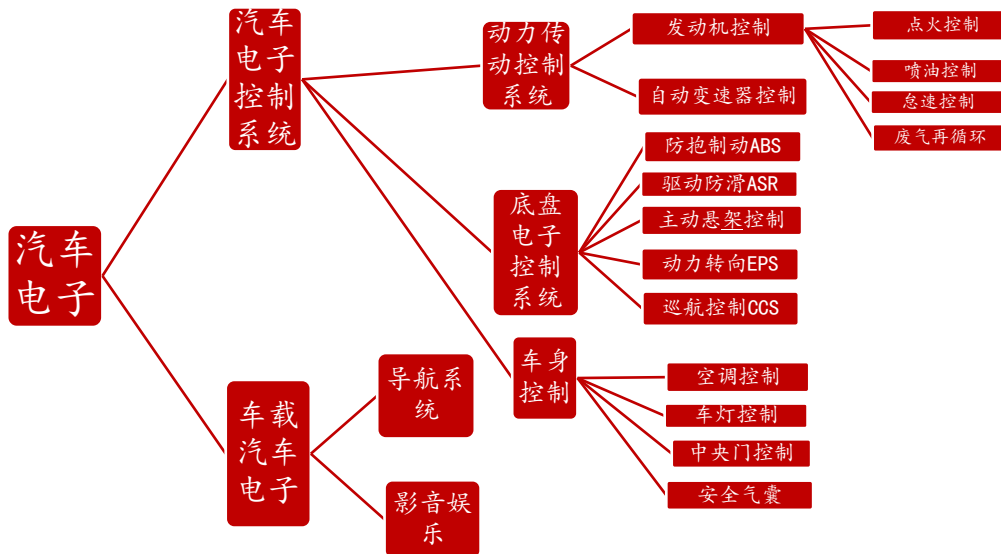 汽车
电子
汽车
电子
控制
系统
动力传
动控制
系统
发动机控制
点火控制
喷油控制
怠速控制
废气再循环
自动变速器控制
底盘
电子
控制
系统
防抱制动ABS
驱动防滑ASR
主动悬架控制
动力转向EPS
巡航控制CCS
车身
控制
空调控制
车灯控制
中央门控制
安全气囊
车载
汽车
电子
导航系
统
影音娱
乐